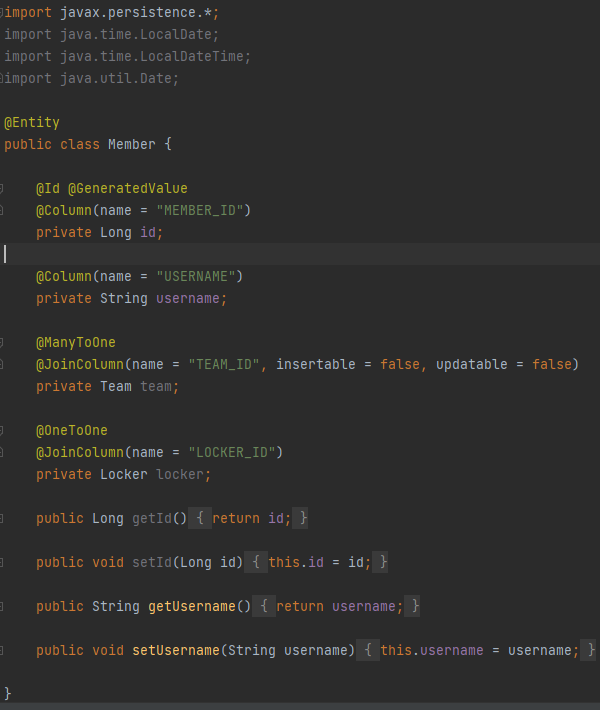 import javax.persistence.*;
import java.time.LocalDate;
import java.time.LocalDateTime;
import java.util.Date;
@Entity
public class Member {
@Id @GeneratedValue
@Column(name = "MEMBER_ID")
private Long id;
@Column(name = "USERNAME")
private String username;
@ManyToOne
@JoinColumn(name = "TEAM_ID", insertable = false, updatable = false)
private Team team;
@OneToOne
@JoinColumn(name = "LOCKER_ID")
private Locker locker;
public Long getId() { return id; }
public void setId(Long id) { this.id = id; }
public String getUsername() { return username; }
public void setUsername(String username) { this.username = username; }
}